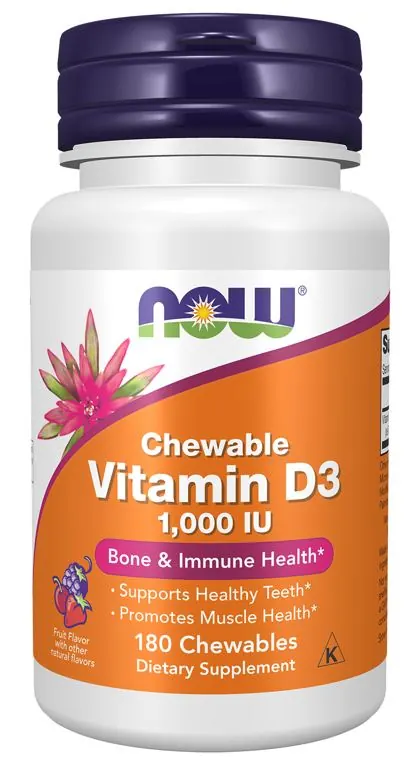 now®
Chewable
Vitamin D3
1,000 IU
Bone & Immune Health*
• Supports Healthy Teeth*
• Promotes Muscle Health*
180 Chewables
Dietary Supplement
Fruit Flavor
with other
natural flavors
K